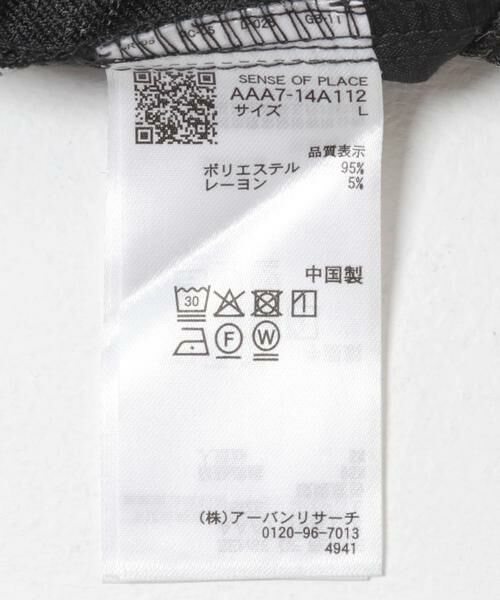 SENSE OF PLACE
AAA7-14A112
サイズ L
品質表示
ポリエステル 95%
レーヨン 5%
中国製
30
F W
(株)アーバンリサーチ
0120-96-7013
4941